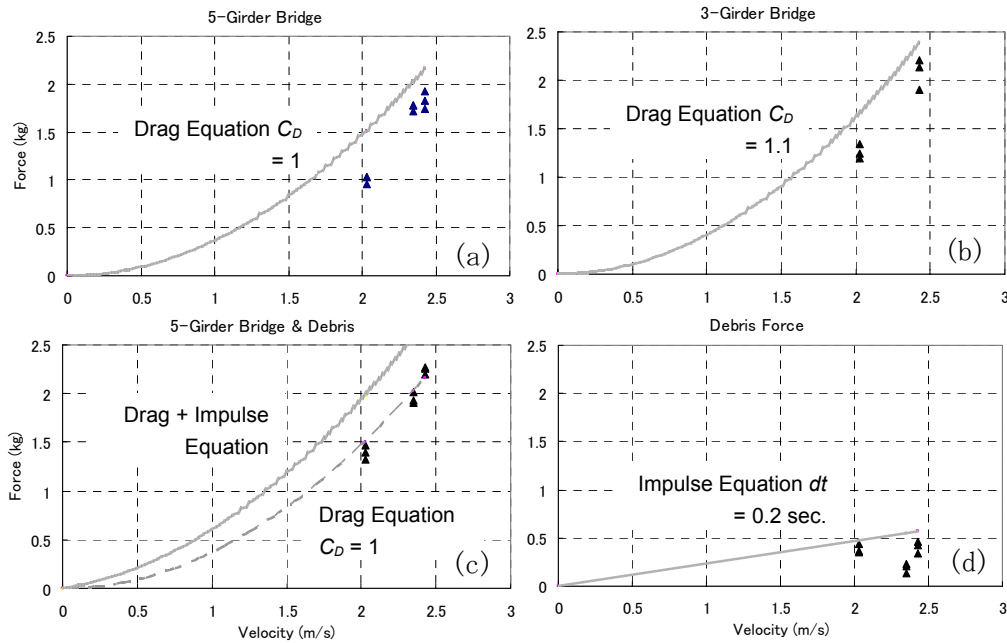 5-Girder Bridge
2.5
2
1.5
1
0.5
0
Force (kg)
Drag Equation CD
= 1
(a)
0 0.5 1 1.5 2 2.5 3
3-Girder Bridge
2.5
2
1.5
1
0.5
0
Drag Equation CD
= 1.1
(b)
0 0.5 1 1.5 2 2.5 3
5-Girder Bridge & Debris
2.5
2
1.5
1
0.5
0
Force (kg)
Drag + Impulse
Equation
Drag Equation
CD = 1
(c)
0 0.5 1 1.5 2 2.5 3
Velocity (m/s)
Debris Force
2.5
2
1.5
1
0.5
0
Impulse Equation dt
= 0.2 sec.
(d)
0 0.5 1 1.5 2 2.5 3
Velocity (m/s)